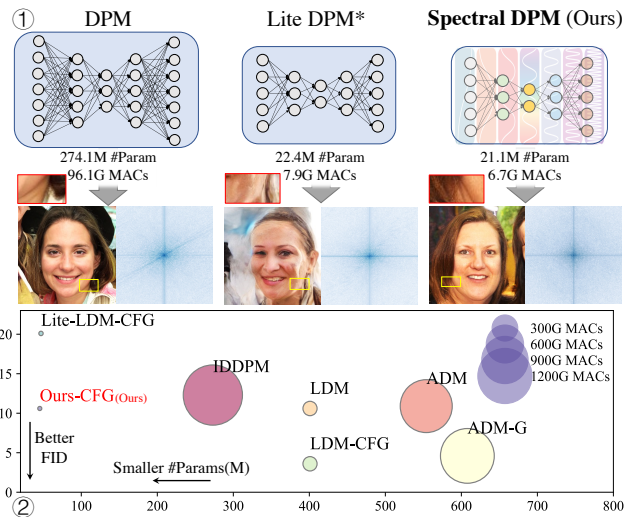 ①
DPM
Lite DPM*
Spectral DPM (Ours)
274.1M #Param
96.1G MACs
22.4M #Param
7.9G MACs
21.1M #Param
6.7G MACs
20
15
10
5
0
Lite-LDM-CFG
Ours-CFG(Ours)
Better
FID
IDDPM
LDM
LDM-CFG
ADM
ADM-G
300G MACs
600G MACs
900G MACs
1200G MACs
Smaller #Params(M)
②
100
200
300
400
500
600
700
800